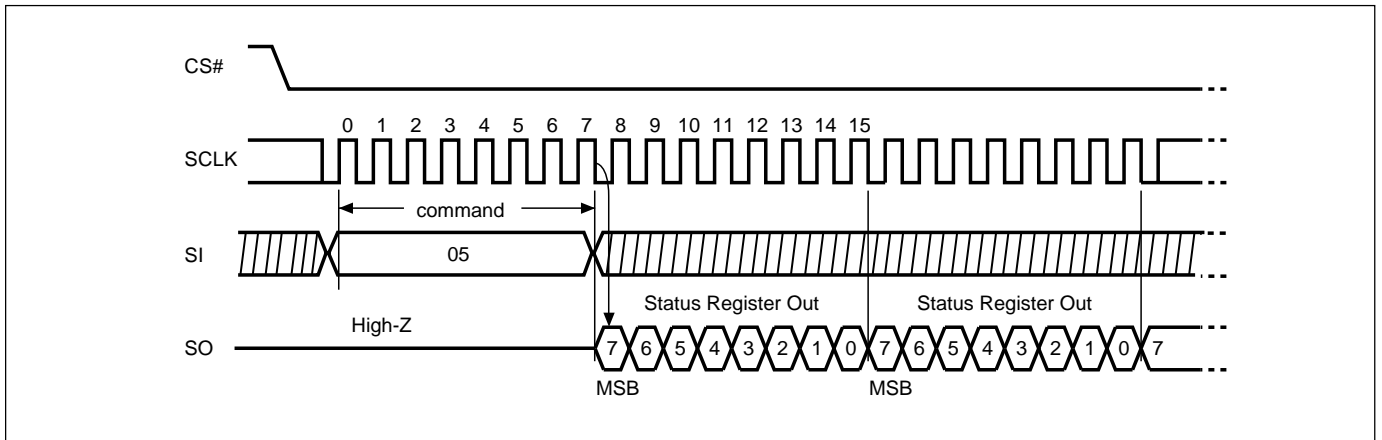 CS#
0 1 2 3 4 5 6 7 8 9 10 11 12 13 14 15
SCLK
command
SI
05
Status Register Out Status Register Out
High-Z
SO
7 6 5 4 3 2 1 0 7 6 5 4 3 2 1 0 7
MSB MSB